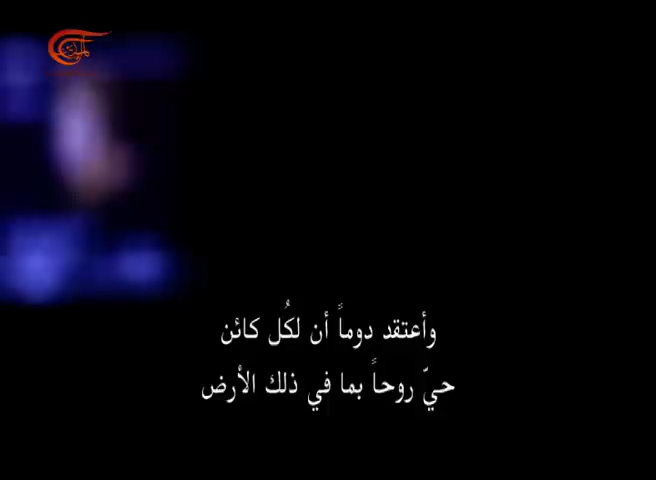 وأعتقد دوماً أن لكُل كائن
حيّ روحاً بما في ذلك الأرض